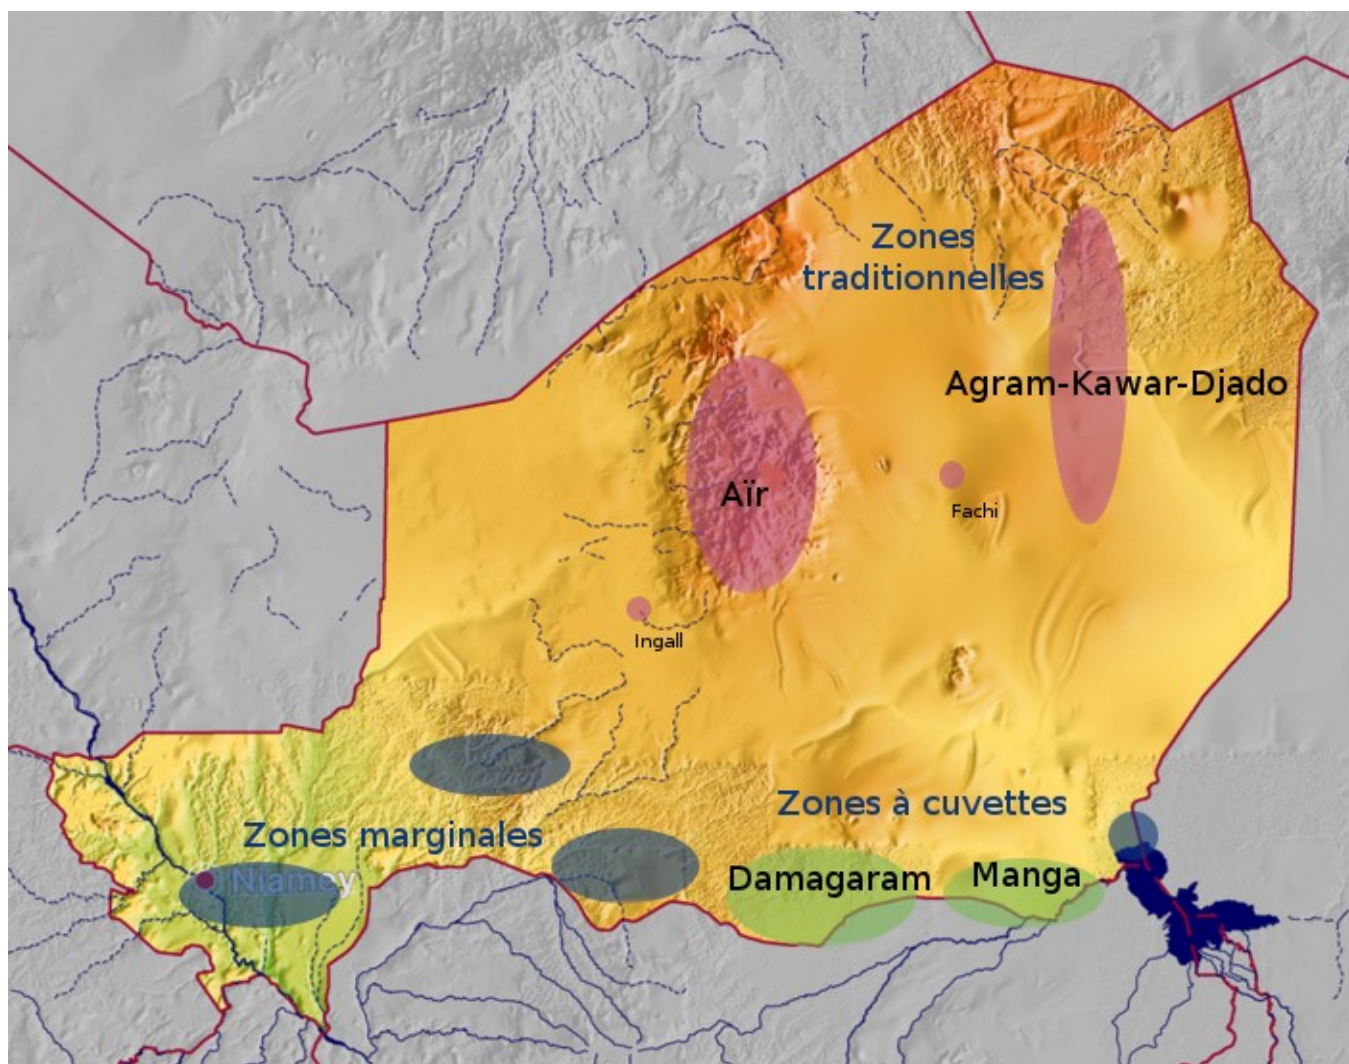 Zones
traditionnelles
Agram-Kawar-Djado
Aïr
Fachi
Ingall
Zones à cuvettes
Zones marginales
Damagaram
Manga
Niamey